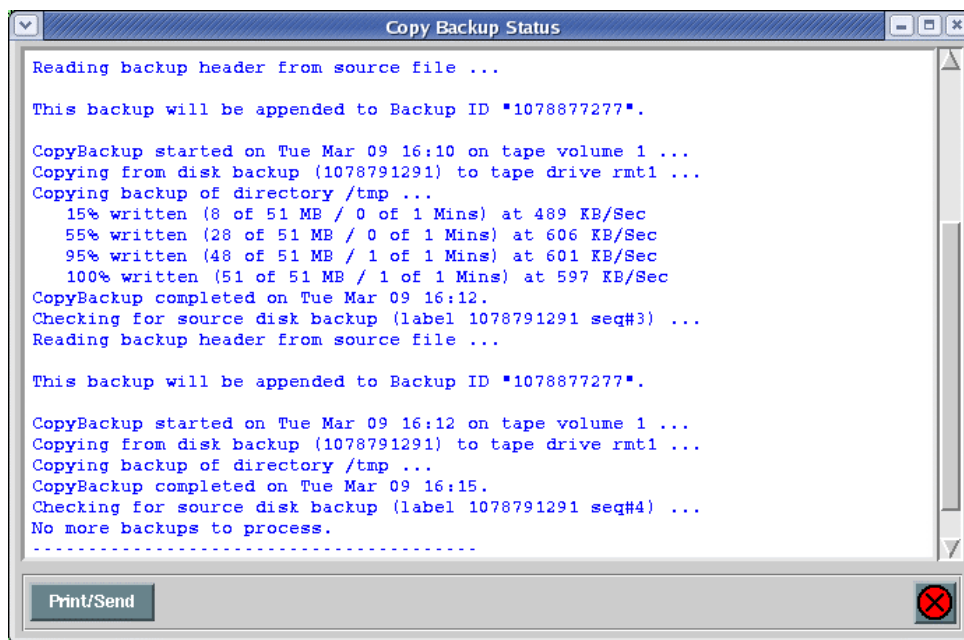 Copy Backup Status
Reading backup header from source file ...
This backup will be appended to Backup ID "1078877277".
CopyBackup started on Tue Mar 09 16:10 on tape volume 1 ...
Copying from disk backup (1078791291) to tape drive rmt1 ...
Copying backup of directory /tmp ...
15% written (8 of 51 MB / 0 of 1 Mins) at 489 KB/Sec
55% written (28 of 51 MB / 0 of 1 Mins) at 606 KB/Sec
95% written (48 of 51 MB / 1 of 1 Mins) at 601 KB/Sec
100% written (51 of 51 MB / 1 of 1 Mins) at 597 KB/Sec
CopyBackup completed on Tue Mar 09 16:12.
Checking for source disk backup (label 1078791291 seq#3) ...
Reading backup header from source file ...
This backup will be appended to Backup ID "1078877277".
CopyBackup started on Tue Mar 09 16:12 on tape volume 1 ...
Copying from disk backup (1078791291) to tape drive rmt1 ...
Copying backup of directory /tmp ...
CopyBackup completed on Tue Mar 09 16:15.
Checking for source disk backup (label 1078791291 seq#4) ...
No more backups to process.
----------------------------------------
Print/Send